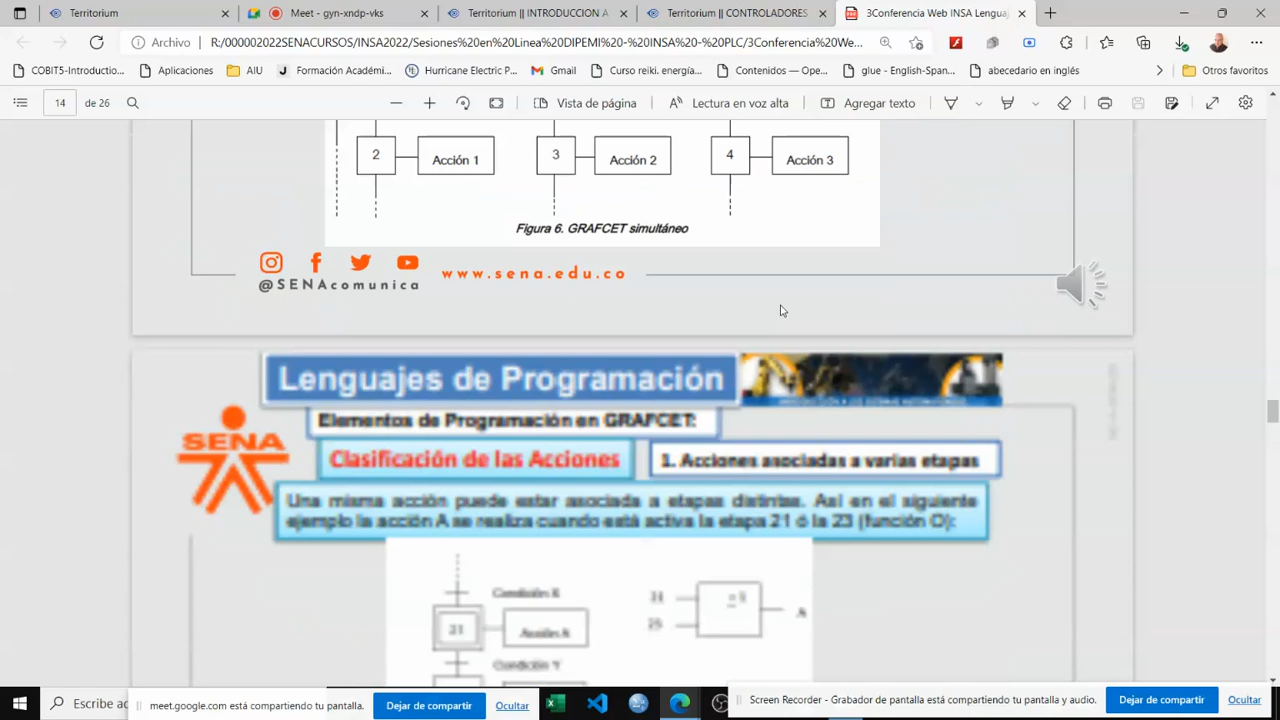 Territorium
Meet - gyn-xndp-vks
Territorium || INTRODUCCION A
Territorium || CONTROLADORES
3Conferencia Web INSA Lenguaj
Archivo
R:/000002022SENACURSOS/INSA2022/Sesiones%20en%20Linea%20DIPEMI%20-%20INSA%20-%20PLC/3Conferencia%20We...
COBIT5-Introductio...
Aplicaciones
AIU
Formación Académi...
Hurricane Electric P...
Gmail
Curso reiki. energía...
Contenidos — Ope...
glue - English-Span...
abecedario en inglés
Otros favoritos
14 de 26
Vista de página
Lectura en voz alta
Agregar texto
2 Acción 1 3 Acción 2 4 Acción 3
Figura 6. GRAFCET simultáneo
@SENAcomunica
www.sena.edu.co
Lenguajes de Programación
Elementos de Programación en GRAFCET:
SENA
Clasificación de las Acciones
1. Acciones asociadas a varias etapas
Una misma acción puede estar asociada a etapas distintas. Así en el siguiente
ejemplo la acción A se realiza cuando está activa la etapa 21 ó la 23 (función O):
Condición X
21
Acción A
Condición Y
21
23
A
Escribe aq
meet.google.com está compartiendo tu pantalla.
Dejar de compartir
Ocultar
Screen Recorder - Grabador de pantalla está compartiendo tu pantalla y audio.
Dejar de compartir
Ocultar